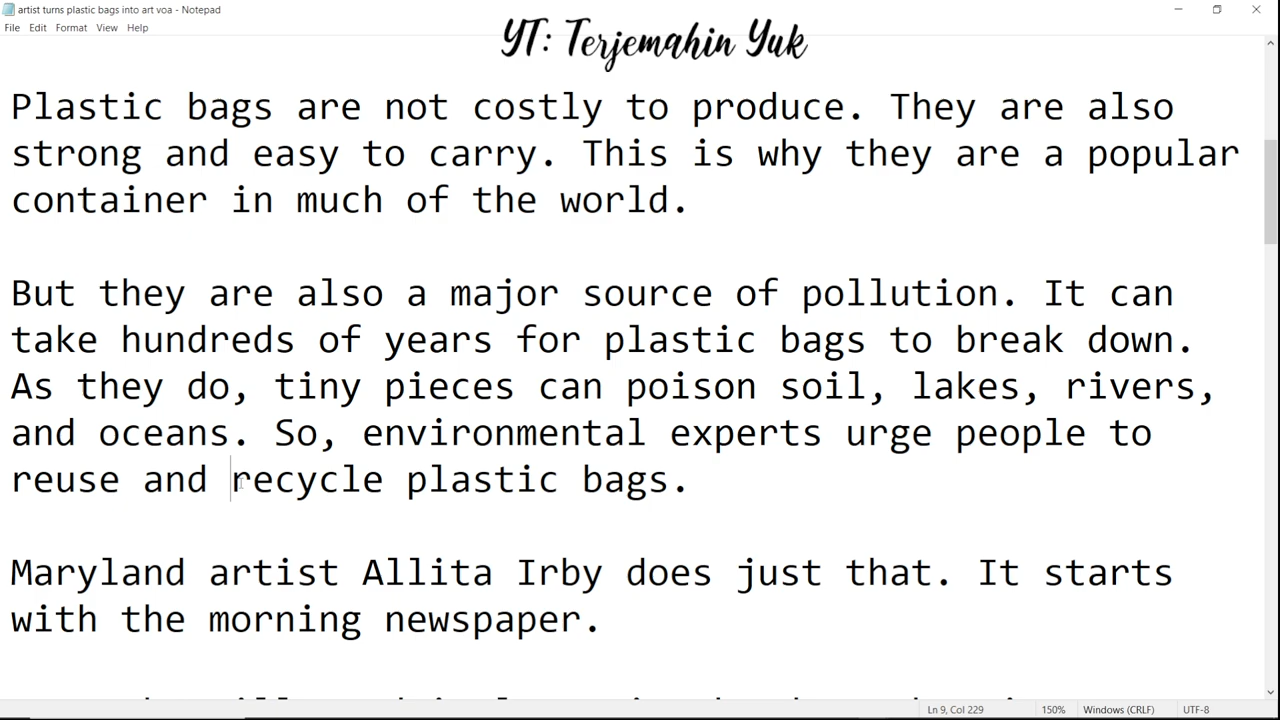 artist turns plastic bags into art voa - Notepad
File Edit Format View Help
YT: Terjemahin Yuk
Plastic bags are not costly to produce. They are also
strong and easy to carry. This is why they are a popular
container in much of the world.
But they are also a major source of pollution. It can
take hundreds of years for plastic bags to break down.
As they do, tiny pieces can poison soil, lakes, rivers,
and oceans. So, environmental experts urge people to
reuse and recycle plastic bags.
Maryland artist Allita Irby does just that. It starts
with the morning newspaper.
Ln 9, Col 229 150% Windows (CRLF) UTF-8